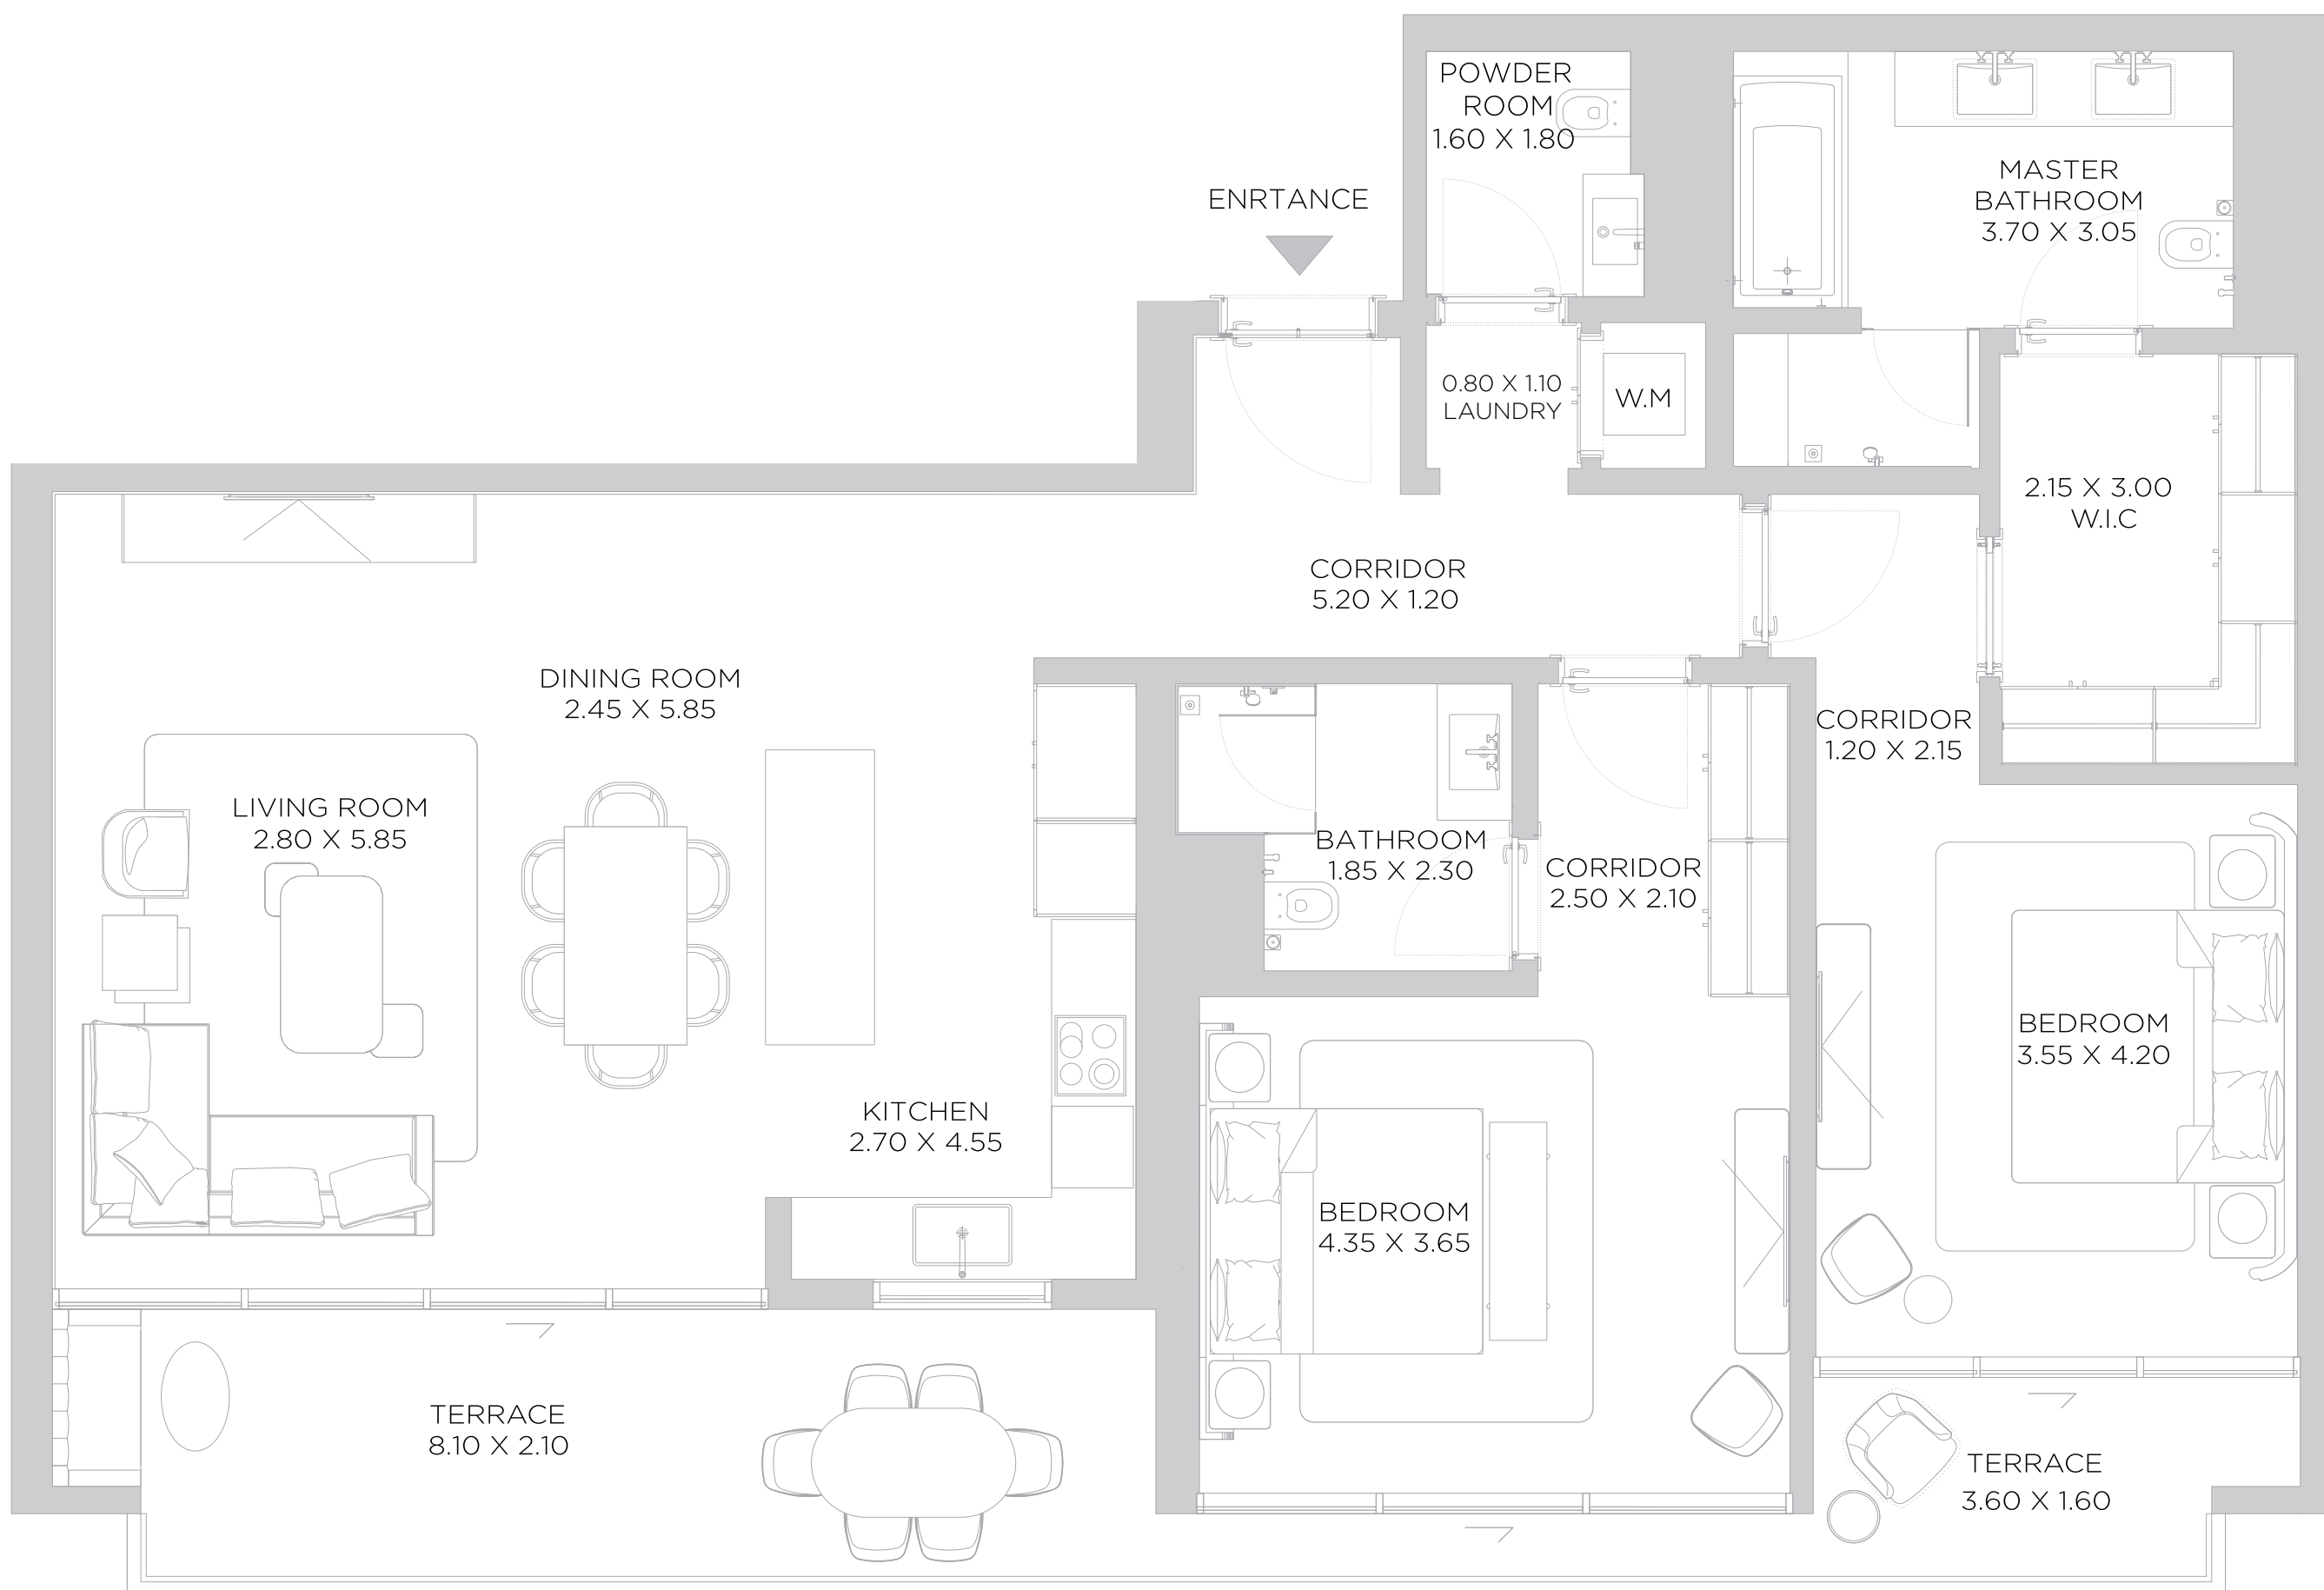 POWDER
ROOM
1.60 X 1.80
MASTER
BATHROOM
3.70 X 3.05
ENRTANCE
0.80 X 1.10
LAUNDRY
W.M
2.15 X 3.00
W.I.C
CORRIDOR
5.20 X 1.20
DINING ROOM
2.45 X 5.85
CORRIDOR
1.20 X 2.15
LIVING ROOM
2.80 X 5.85
BATHROOM
1.85 X 2.30
CORRIDOR
2.50 X 2.10
BEDROOM
3.55 X 4.20
KITCHEN
2.70 X 4.55
BEDROOM
4.35 X 3.65
TERRACE
8.10 X 2.10
TERRACE
3.60 X 1.60